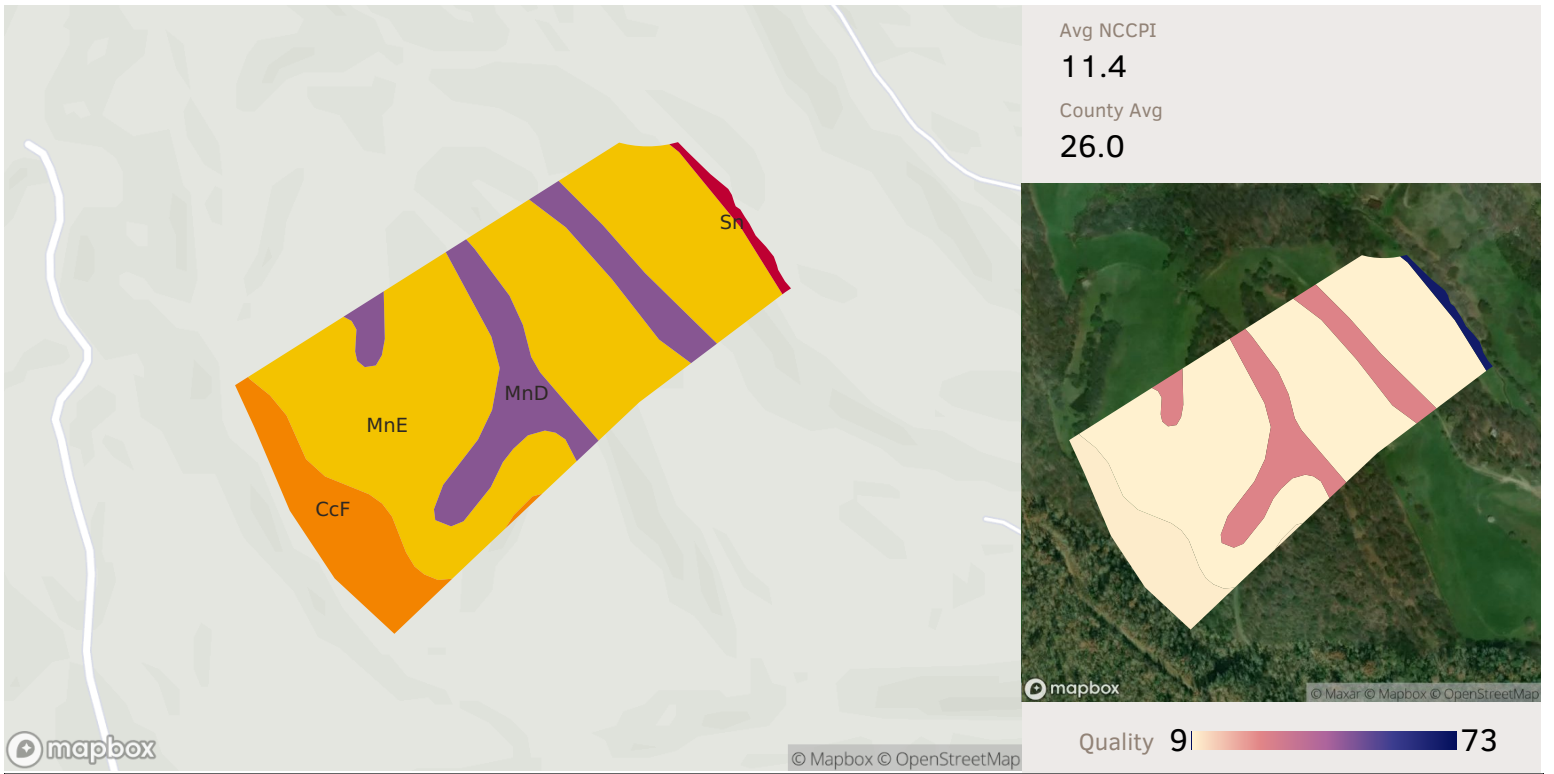 Avg NCCPI
11.4
County Avg
26.0
Sn
MnD
MnE
CcF
mapbox
© Mapbox © OpenStreetMap
mapbox
© Maxar © Mapbox © OpenStreetMap
Quality 9 73